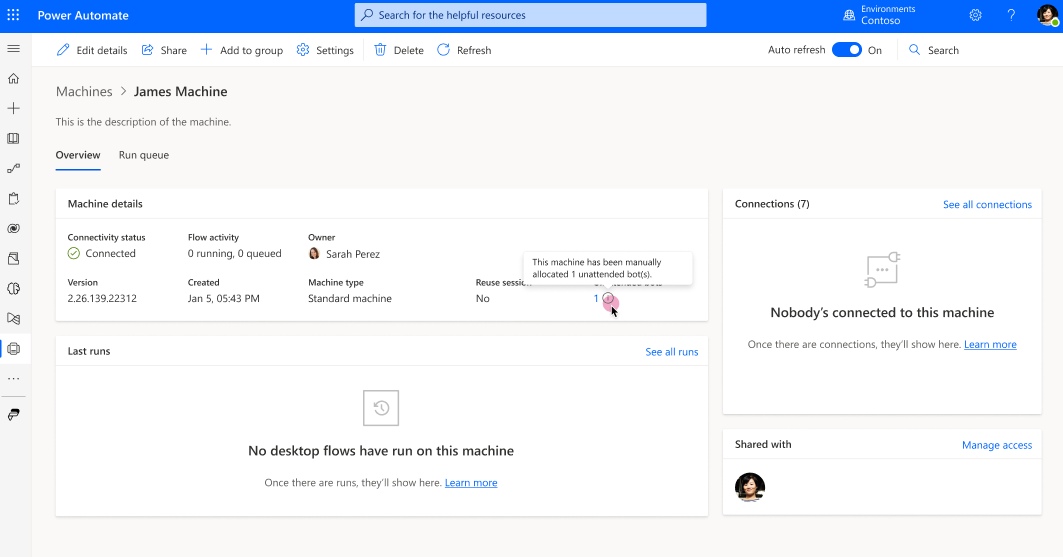 Power Automate
Search for the helpful resources
Environments
Contoso
?
Edit details
Share
Add to group
Settings
Delete
Refresh
Auto refresh
On
Search
Machines > James Machine
This is the description of the machine.
Overview
Run queue
Machine details
Connectivity status
Flow activity
Owner
Connected
0 running, 0 queued
Sarah Perez
This machine has been manually
allocated 1 unattended bot(s).
Version
Created
Machine type
Reuse session
2.26.139.22312
Jan 5, 05:43 PM
Standard machine
No
1
Last runs
See all runs
No desktop flows have run on this machine
Once there are runs, they'll show here. Learn more
Connections (7)
See all connections
Nobody's connected to this machine
Once there are connections, they'll show here. Learn more
Shared with
Manage access